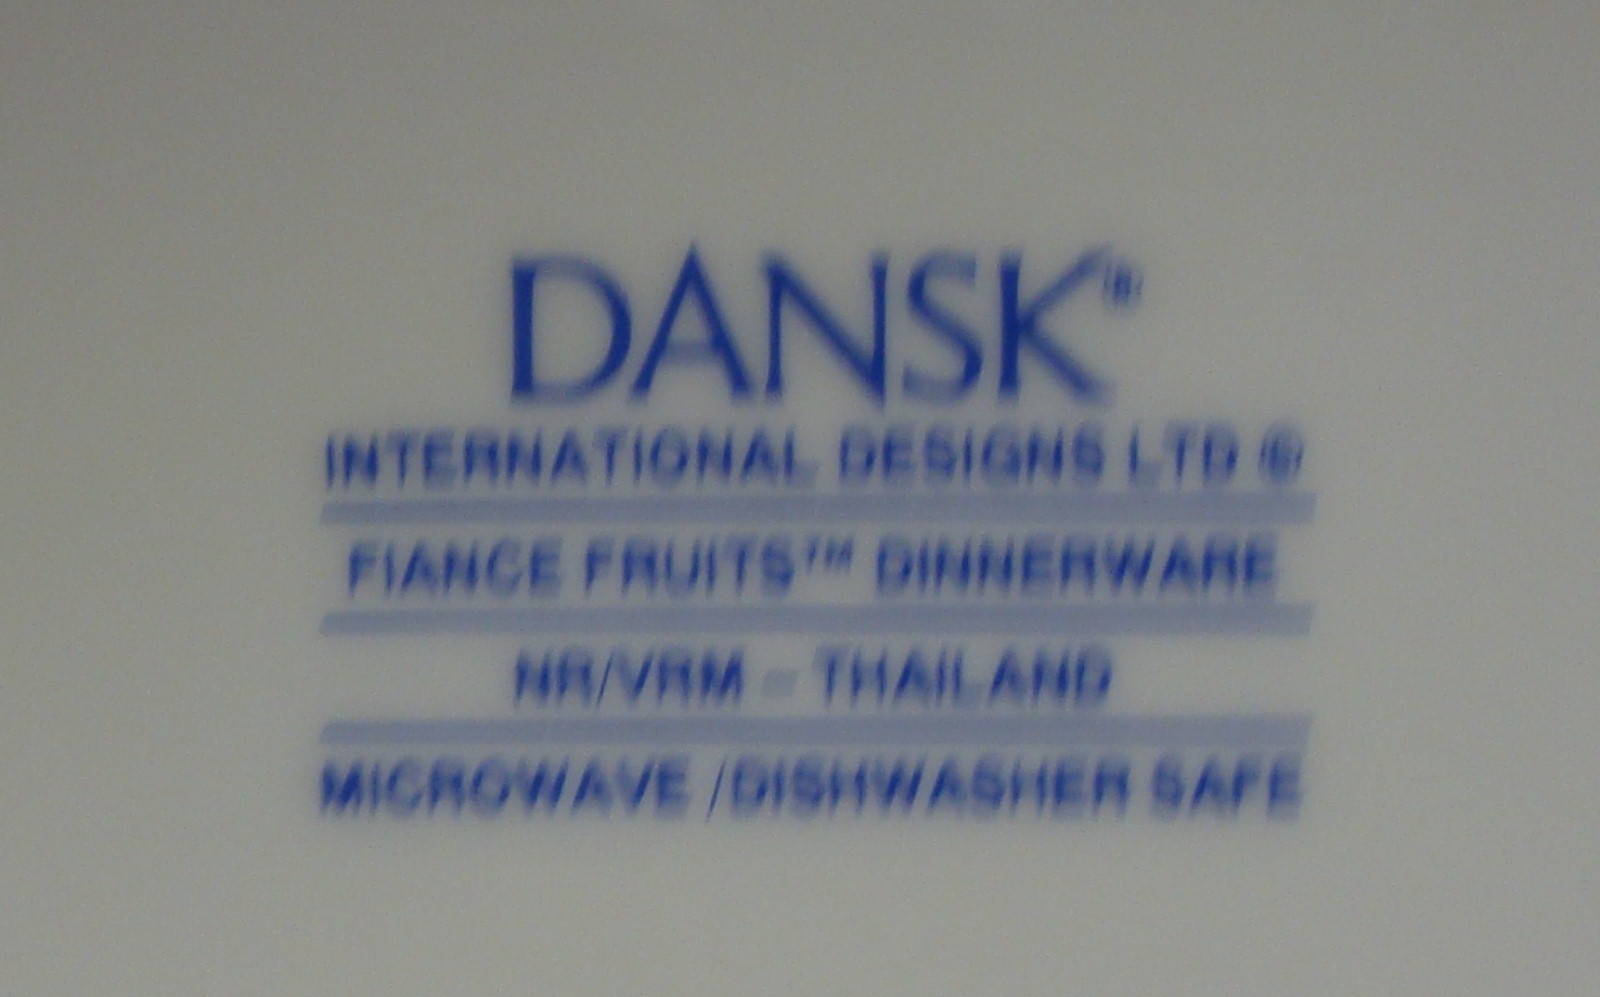 DANSK®
INTERNATIONAL DESIGNS LTD ®
FIANCE FRUITS™ DINNERWARE
NR/VRM - THAILAND
MICROWAVE /DISHWASHER SAFE